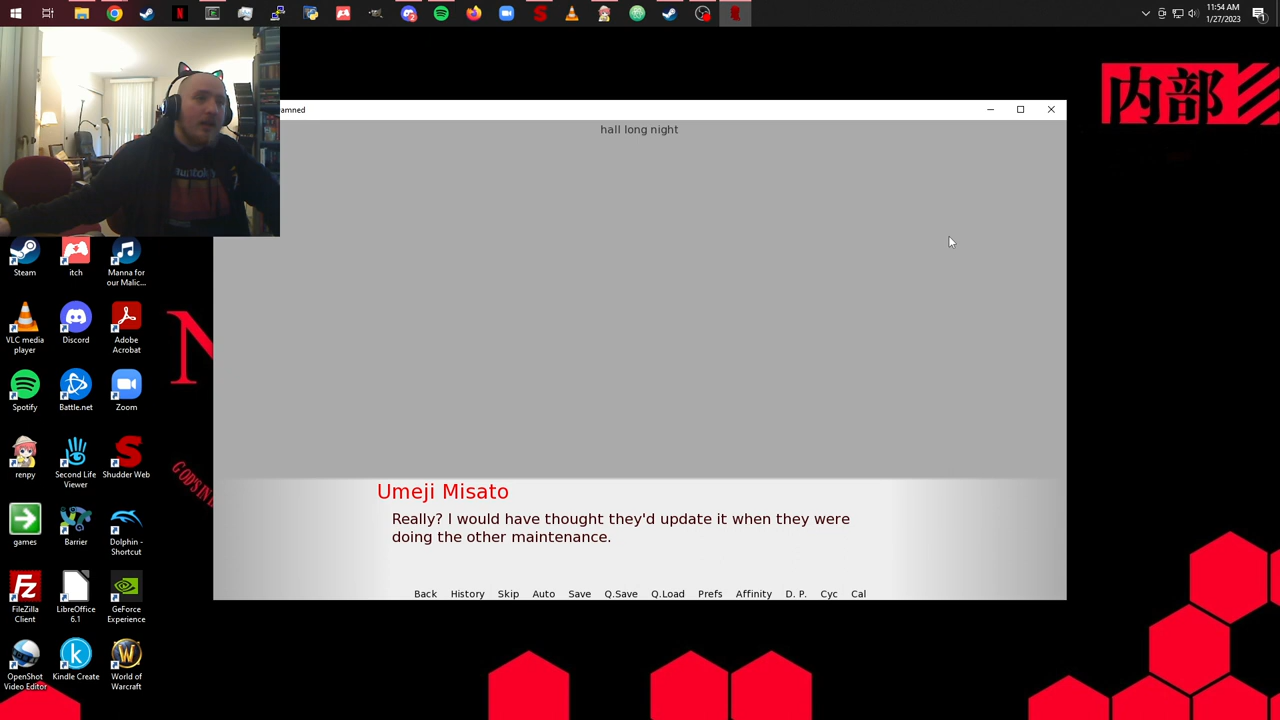 11:54 AM
1/27/2023
内部
amned
hall long night
Steam
itch
Manna for
our Malic...
VLC media
player
Discord
Adobe
Acrobat
N
Spotify
Battle.net
Zoom
renpy
Second Life
Viewer
Shudder Web
GOD'S IN
Umeji Misato
Really? I would have thought they'd update it when they were
doing the other maintenance.
games
Barrier
Dolphin -
Shortcut
Back History Skip Auto Save Q.Save Q.Load Prefs Affinity D. P. Cyc Cal
FileZilla
Client
LibreOffice
6.1
GeForce
Experience
OpenShot
Video Editor
Kindle Create
World of
Warcraft